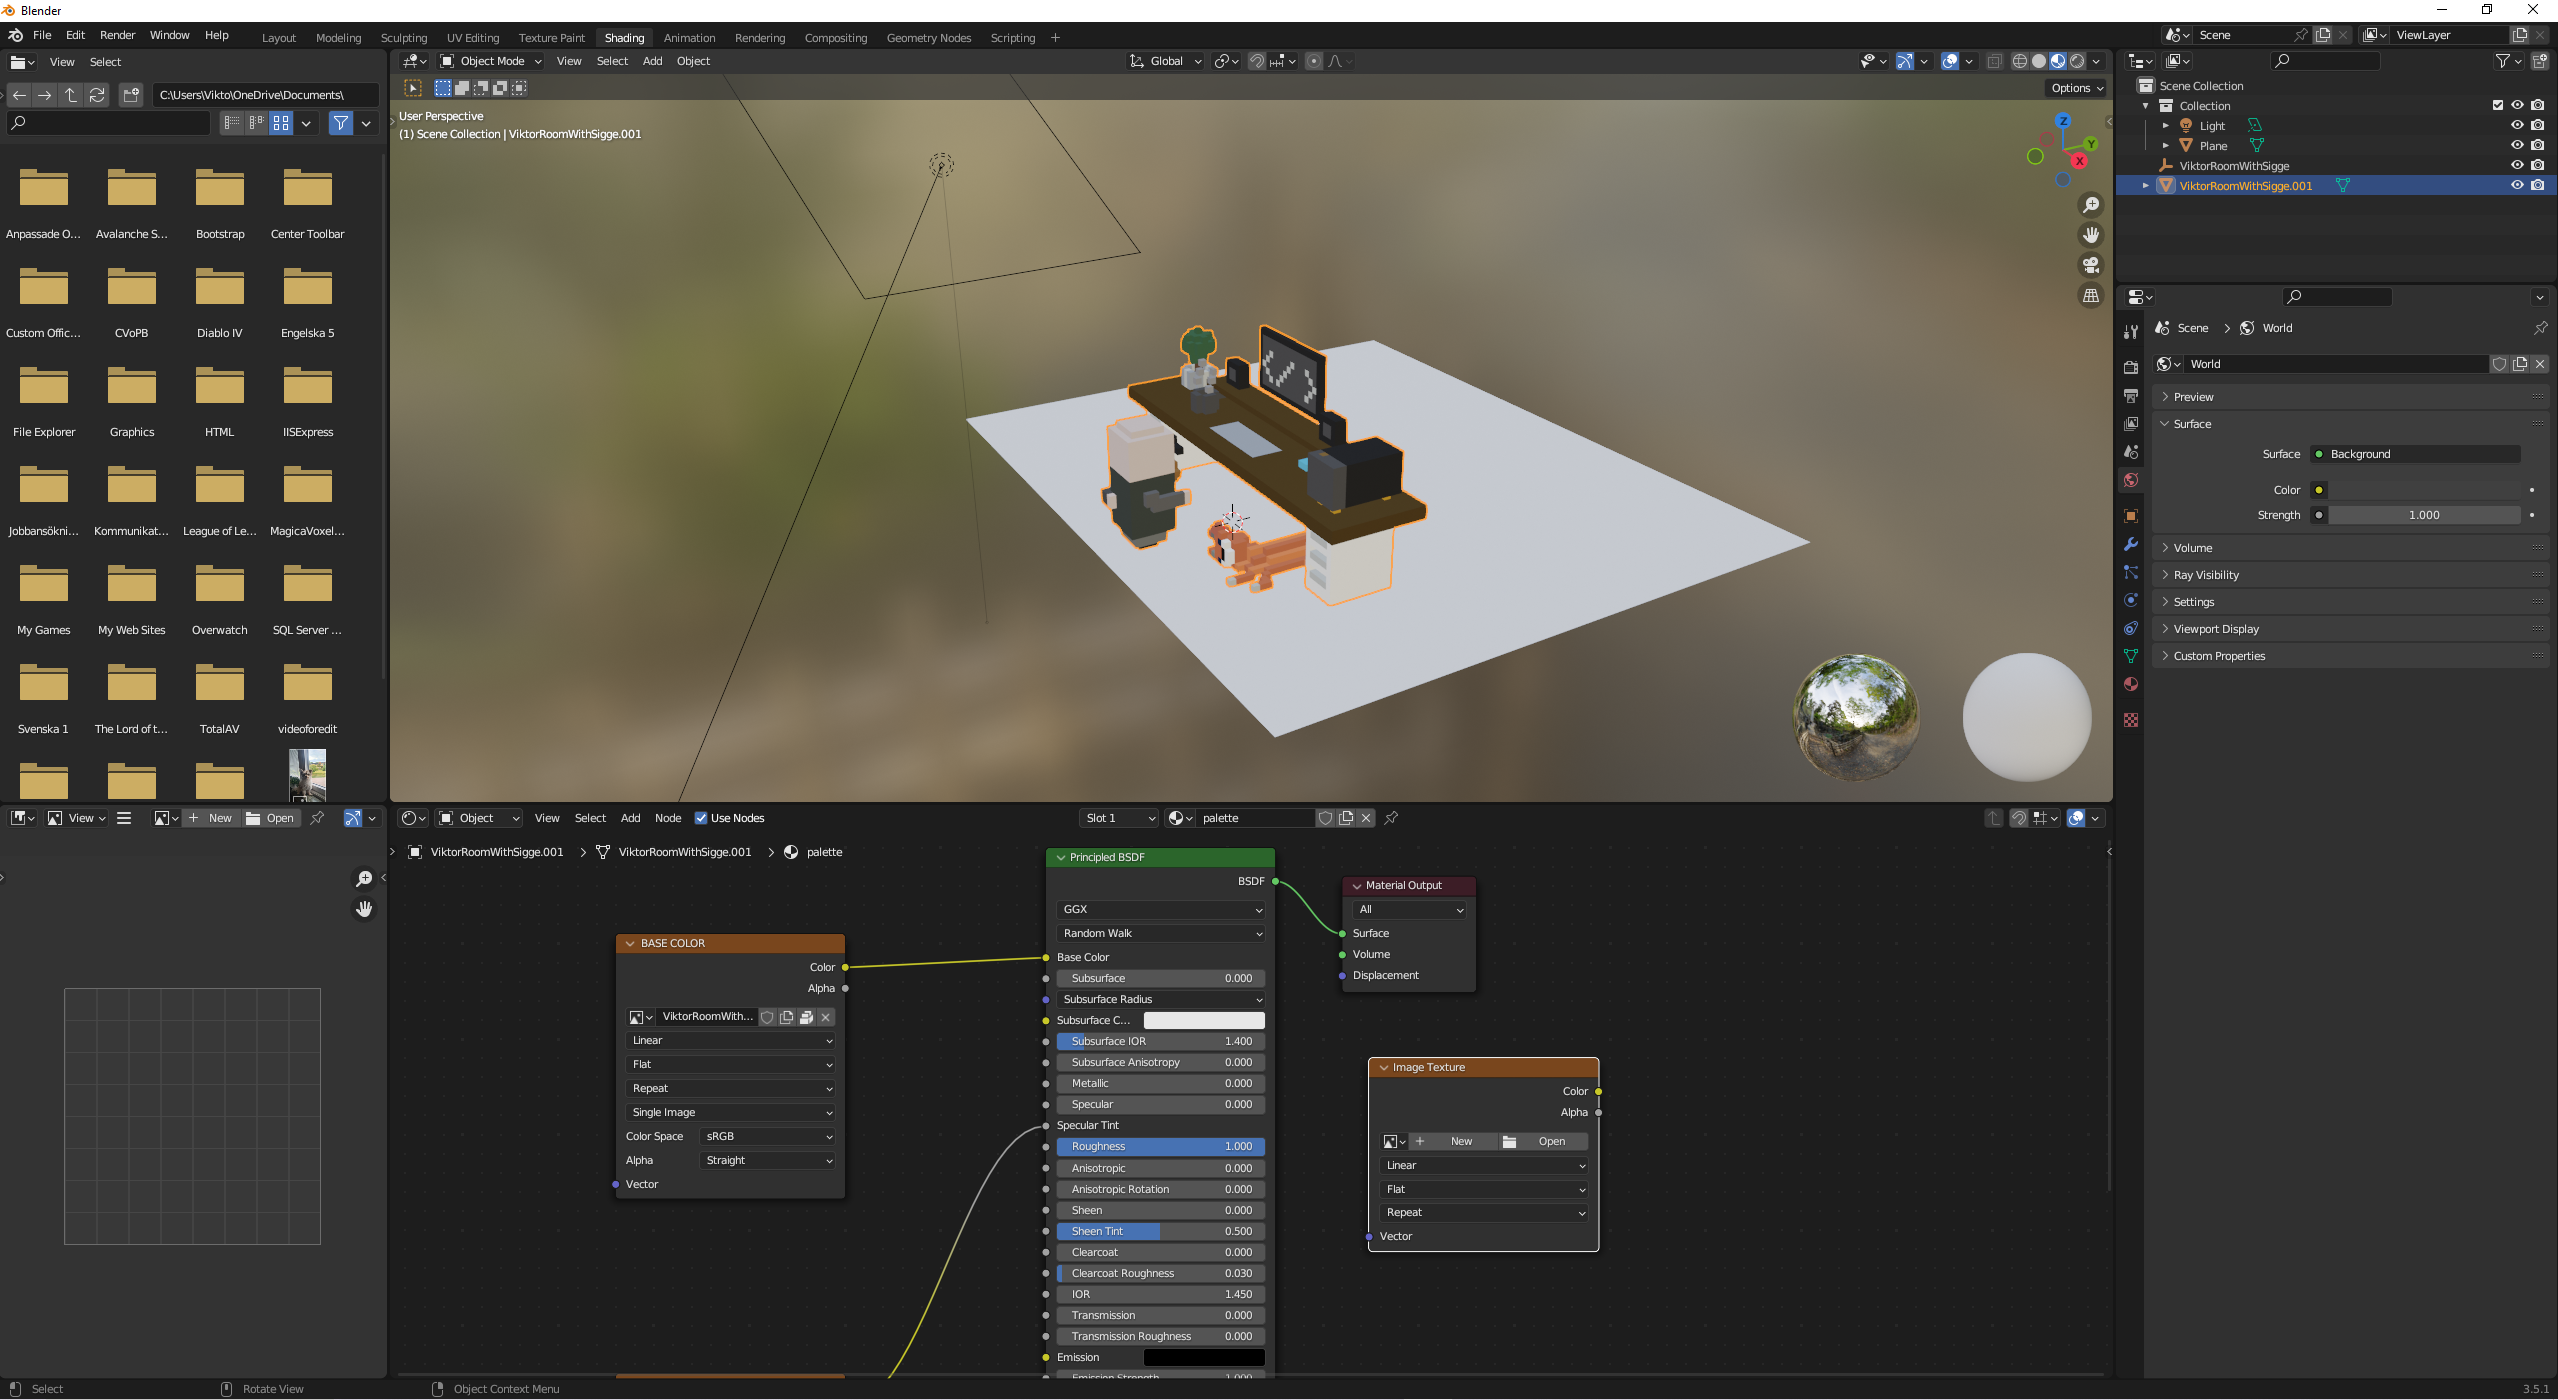 Blender
File Edit Render Window Help
Layout Modeling Sculpting UV Editing Texture Paint Shading Animation Rendering Compositing Geometry Nodes Scripting +
Scene
ViewLayer
View Select
C:\Users\Vikto\OneDrive\Documents\
Anpassade O... Avalanche S... Bootstrap Center Toolbar
Custom Offic... CVoPB Diablo IV Engelska 5
File Explorer Graphics HTML IISExpress
Jobbansökni... Kommunikat... League of Le... MagicaVoxel...
My Games My Web Sites Overwatch SQL Server ...
Svenska 1 The Lord of t... TotalAV videoforedit
Object Mode View Select Add Object
Global
Options
User Perspective
(1) Scene Collection | ViktorRoomWithSigge.001
Z
Y
X
Scene Collection
Collection
Light
Plane
ViktorRoomWithSigge
ViktorRoomWithSigge.001
Scene > World
World
Preview
Surface
Surface Background
Color
Strength 1.000
Volume
Ray Visibility
Settings
Viewport Display
Custom Properties
View
New Open
Object View Select Add Node Use Nodes
Slot 1
palette
ViktorRoomWithSigge.001 > ViktorRoomWithSigge.001 > palette
BASE COLOR
Color
Alpha
ViktorRoomWith...
Linear
Flat
Repeat
Single Image
Color Space sRGB
Alpha Straight
Vector
Principled BSDF
BSDF
GGX
Random Walk
Base Color
Subsurface 0.000
Subsurface Radius
Subsurface C...
Subsurface IOR 1.400
Subsurface Anisotropy 0.000
Metallic 0.000
Specular 0.000
Specular Tint
Roughness 1.000
Anisotropic 0.000
Anisotropic Rotation 0.000
Sheen 0.000
Sheen Tint 0.500
Clearcoat 0.000
Clearcoat Roughness 0.030
IOR 1.450
Transmission 0.000
Transmission Roughness 0.000
Emission
Emission Strength 1.000
Material Output
All
Surface
Volume
Displacement
Image Texture
Color
Alpha
New Open
Linear
Flat
Repeat
Vector
Select
Rotate View
Object Context Menu
3.5.1